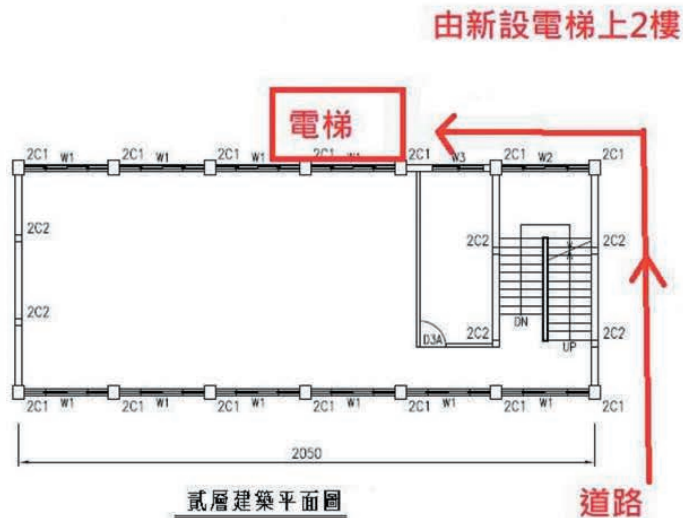 由新設電梯上2樓
電梯
2C1 W1 2C1 W1 2C1 W1 2C1 W1 2C1 W3 2C1 W2 2C1
2C2 2C2 2C2
2C2 D3A 2C2 DN UP 2C2
2C1 W1 2C1 W1 2C1 W1 2C1 W1 2C1 W1 2C1 W1 2C1
2050
貳層建築平面圖
道路